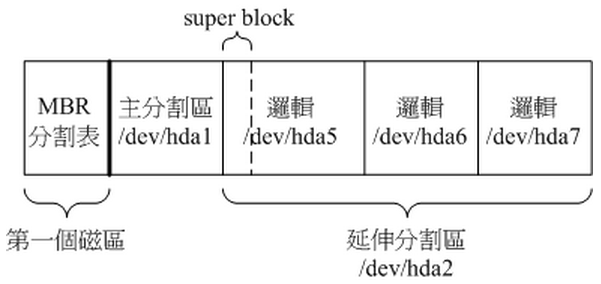 super block
MBR
分割表
主分割區
/dev/hda1
邏輯
/dev/hda5
邏輯
/dev/hda6
邏輯
/dev/hda7
第一個磁區
延伸分割區
/dev/hda2